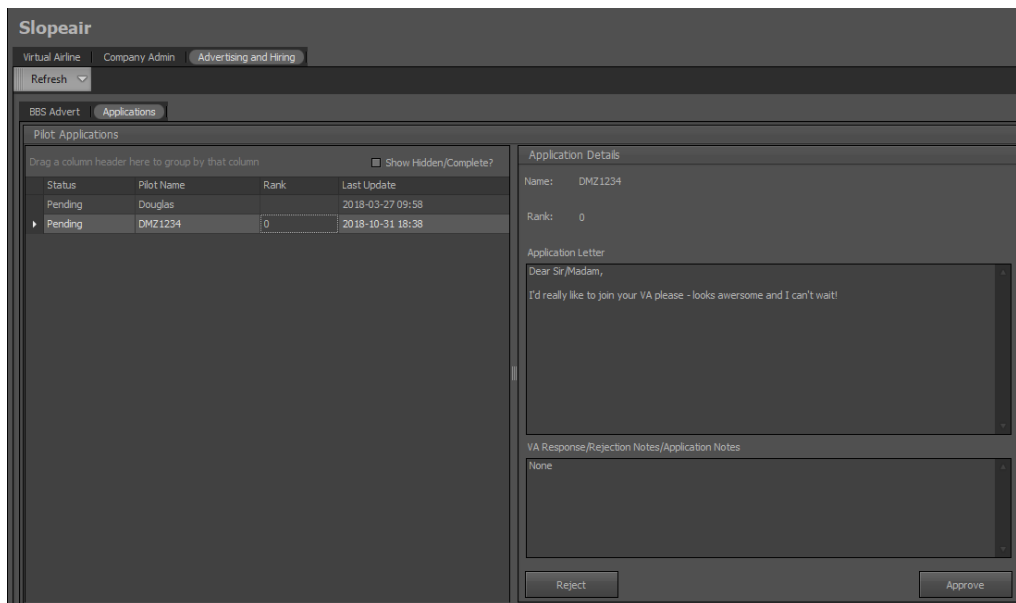 Slopeair
Virtual Airline Company Admin Advertising and Hiring
Refresh
BBS Advert Applications
Pilot Applications
Drag a column header here to group by that column Show Hidden/Complete?
Status Pilot Name Rank Last Update
Pending Douglas 2018-03-27 09:58
Pending DMZ1234 0 2018-10-31 18:38
Application Details
Name: DMZ1234
Rank: 0
Application Letter
Dear Sir/Madam,
I'd really like to join your VA please - looks awersome and I can't wait!
VA Response/Rejection Notes/Application Notes
None
Reject Approve